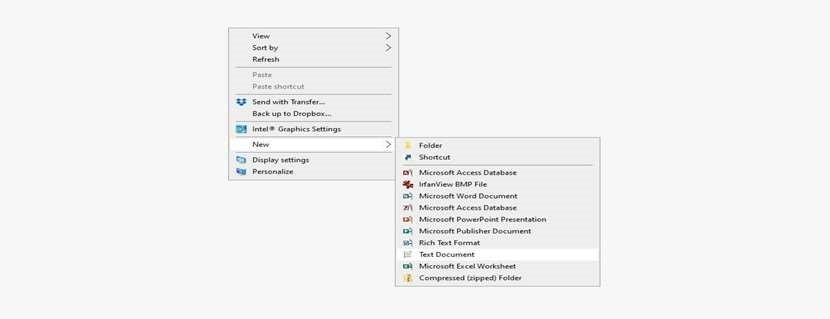 View
Sort by
Refresh
Paste
Paste shortcut
Send with Transfer...
Back up to Dropbox...
Intel® Graphics Settings
New
Display settings
Personalize
Folder
Shortcut
Microsoft Access Database
IrfanView BMP File
Microsoft Word Document
Microsoft Access Database
Microsoft PowerPoint Presentation
Microsoft Publisher Document
Rich Text Format
Text Document
Microsoft Excel Worksheet
Compressed (zipped) Folder